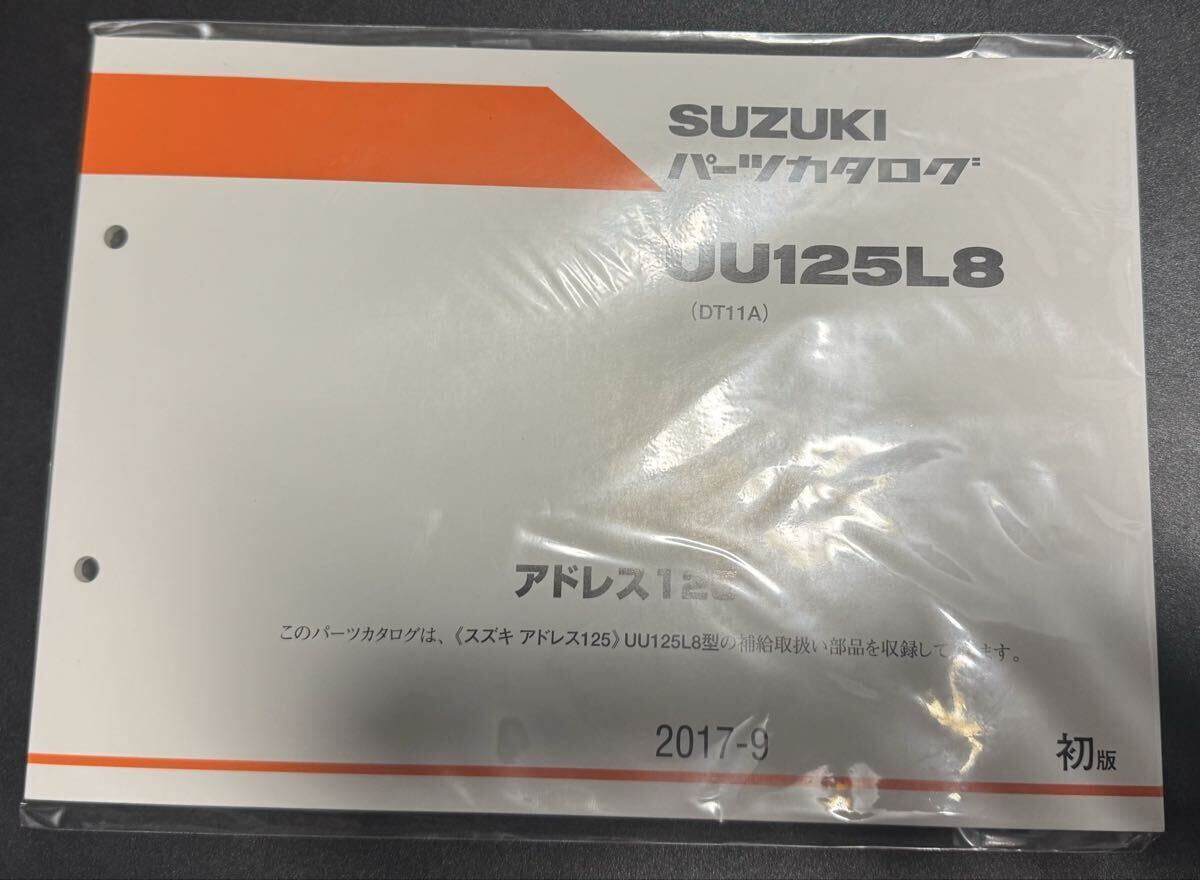 SUZUKI
パーツカタログ
UU125L8
(DT11A)
アドレス125
このパーツカタログは、《スズキ アドレス125》UU125L8型の補給取扱い部品を収録しています。
2017-9
初版